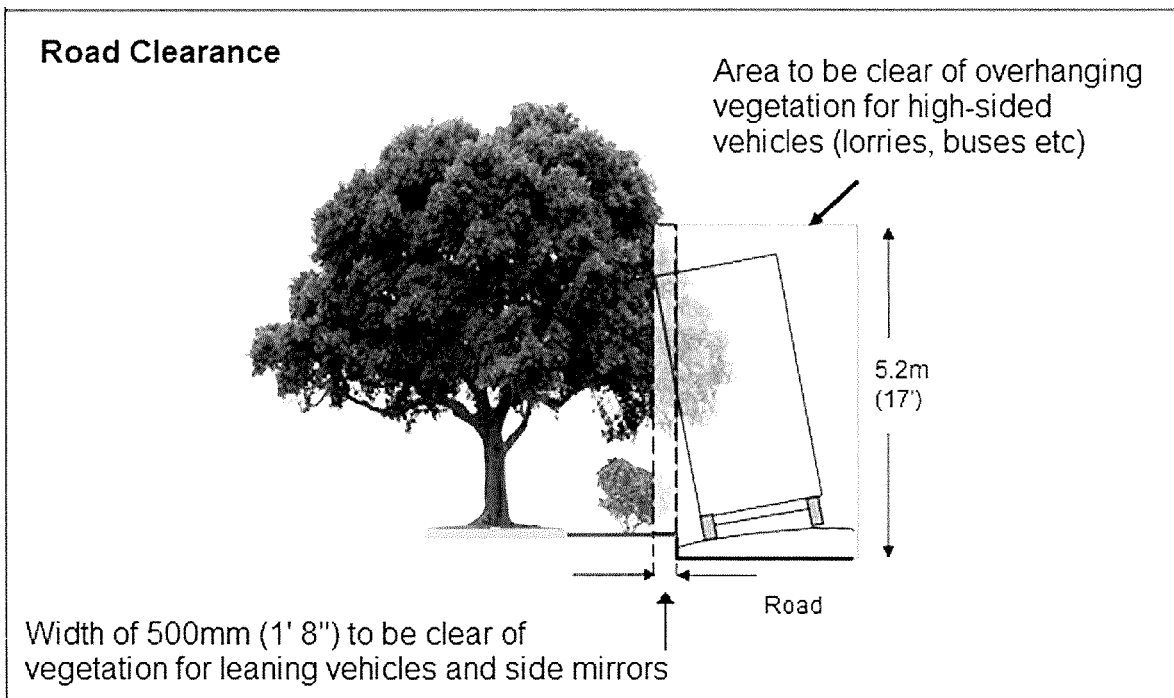 Road Clearance
Area to be clear of overhanging
vegetation for high-sided
vehicles (lorries, buses etc)
5.2m
(17')
Road
Width of 500mm (1' 8") to be clear of
vegetation for leaning vehicles and side mirrors